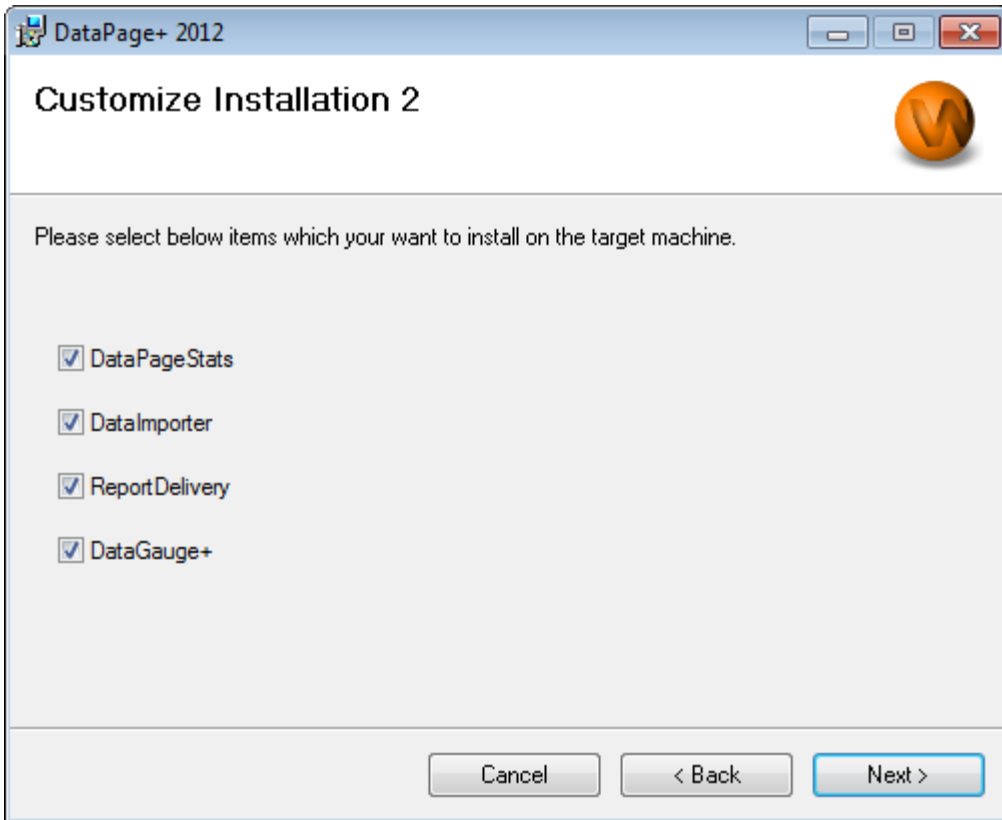 DataPage+ 2012
Customize Installation 2
W
Please select below items which your want to install on the target machine.
DataPageStats
DataImporter
ReportDelivery
DataGauge+
Cancel
< Back
Next >